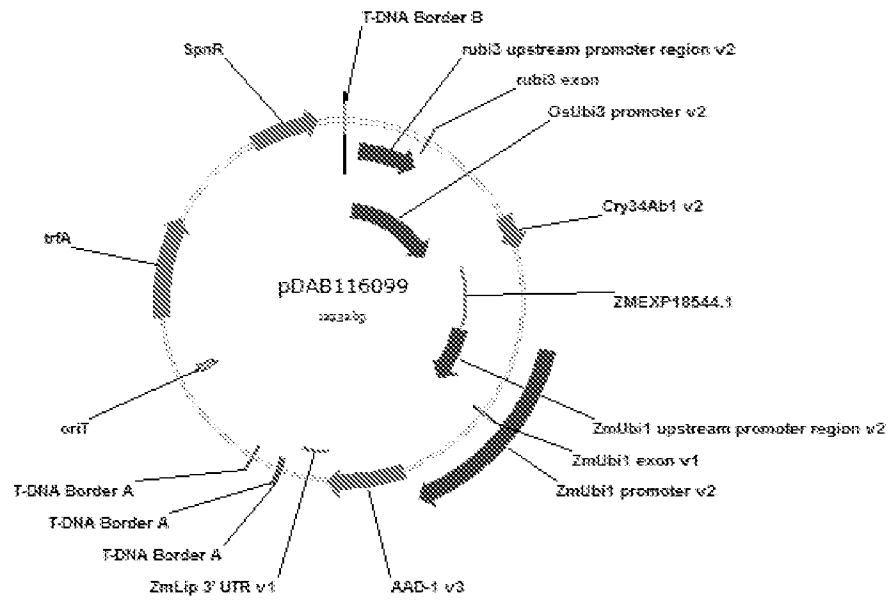 T-DNA Border B
SpnR
rubi3 upstream promoter region v2
rubi3 exon
OsUbi3 promoter v2
Cry34Ab1 v2
trfA
pDAB116099
ZMEXP18544.1
oriT
ZmUbi1 upstream promoter region v2
ZmUbi1 exon v1
ZmUbi1 promoter v2
T-DNA Border A
T-DNA Border A
T-DNA Border A
ZmLip 3' UTR v1
AAD-1 v3